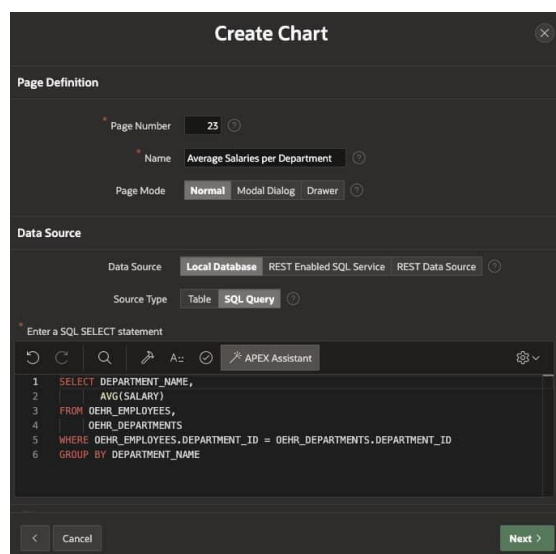 Create Chart
Page Definition
* Page Number 23
* Name Average Salaries per Department
Page Mode Normal Modal Dialog Drawer
Data Source
Data Source Local Database REST Enabled SQL Service REST Data Source
Source Type Table SQL Query
* Enter a SQL SELECT statement
APEX Assistant
1 SELECT DEPARTMENT_NAME,
2 AVG(SALARY)
3 FROM OEHR_EMPLOYEES,
4 OEHR_DEPARTMENTS
5 WHERE OEHR_EMPLOYEES.DEPARTMENT_ID = OEHR_DEPARTMENTS.DEPARTMENT_ID
6 GROUP BY DEPARTMENT_NAME
Cancel Next >